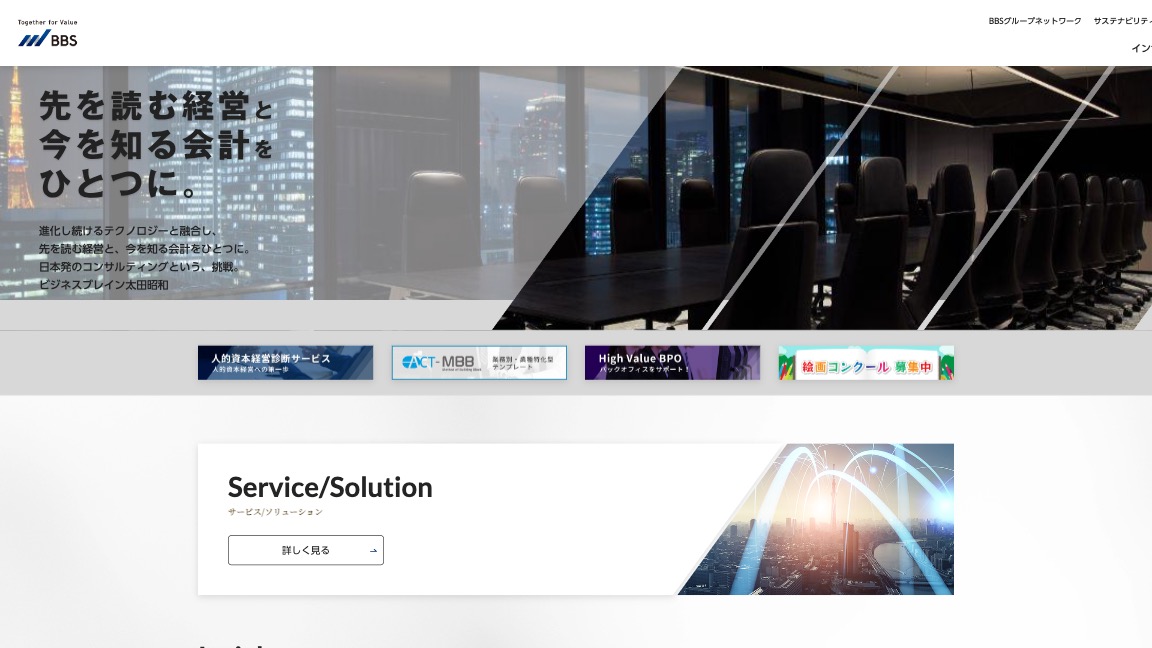 Together for Value
BBS
BBSグループネットワーク サステナビリティ
イン
先を読む経営と
今を知る会計を
ひとつに。
進化し続けるテクノロジーと融合し、
先を読む経営と、今を知る会計をひとつに。
日本発のコンサルティングという、挑戦。
ビジネスブレイン太田昭和
人的資本経営診断サービス
人的資本経営への第一歩
ACT-MBB
業務別・業種特化型
テンプレート
High Value BPO
バックオフィスをサポート！
絵画コンクール 募集中
Service/Solution
サービス/ソリューション
詳しく見る